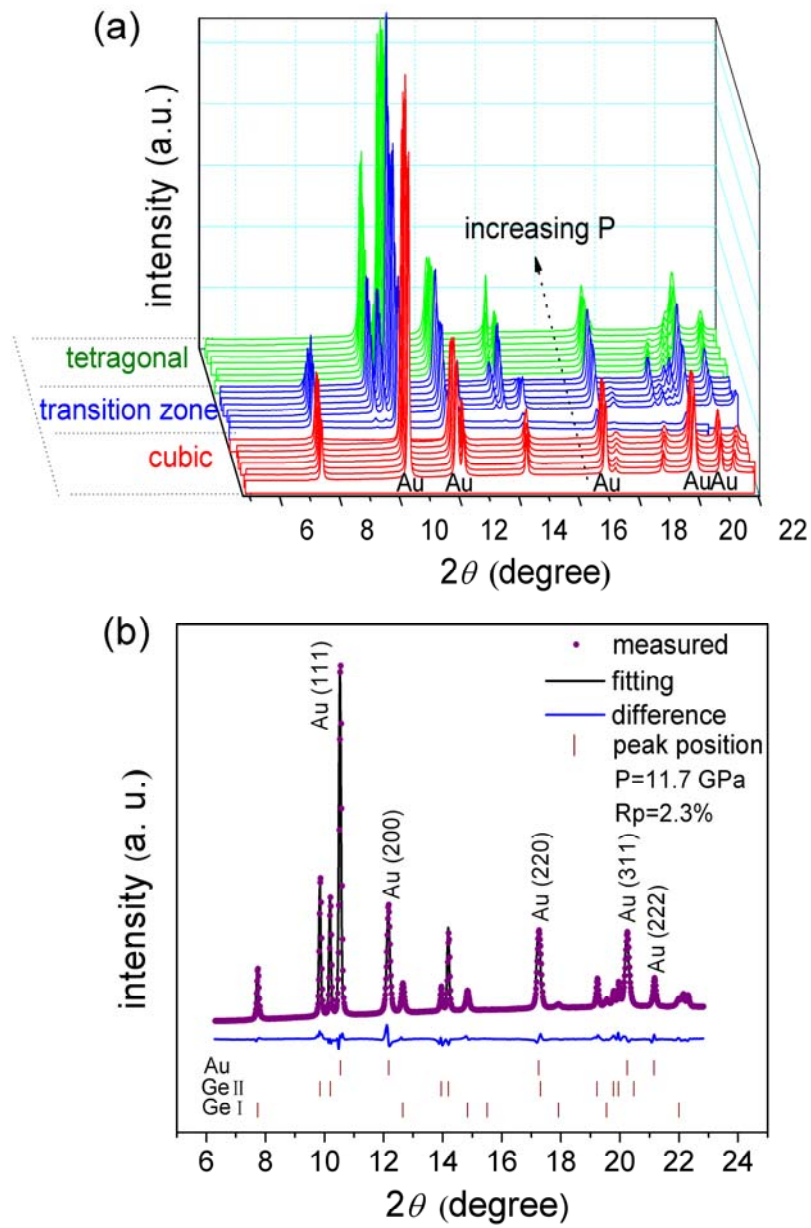 (a)
intensity (a.u.)
increasing P
tetragonal
transition zone
cubic
Au Au Au Au Au
6 8 10 12 14 16 18 20 22
2θ (degree)
(b)
intensity (a. u.)
Au (111)
Au (200)
Au (220)
Au (311)
Au (222)
measured
fitting
difference
peak position
P=11.7 GPa
Rp=2.3%
Au
Ge II
Ge I
6 8 10 12 14 16 18 20 22 24
2θ (degree)